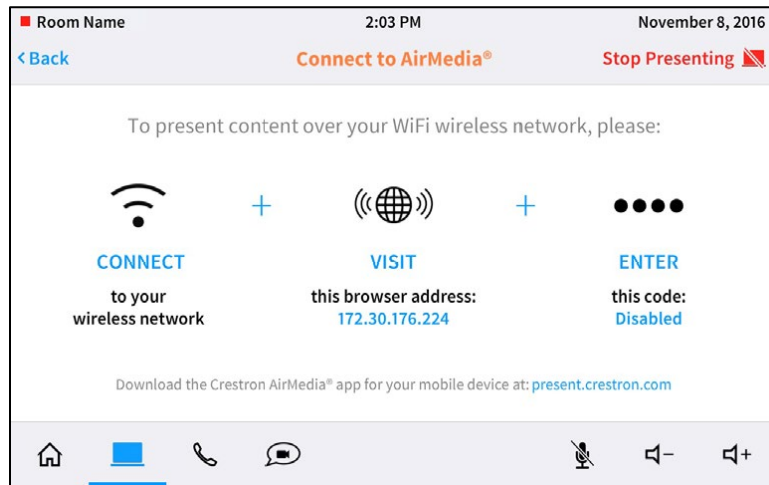 Room Name 2:03 PM November 8, 2016
Back Connect to AirMedia® Stop Presenting
To present content over your WiFi wireless network, please:
CONNECT + VISIT + ENTER
to your this browser address: this code:
wireless network 172.30.176.224 Disabled
Download the Crestron AirMedia® app for your mobile device at: present.crestron.com